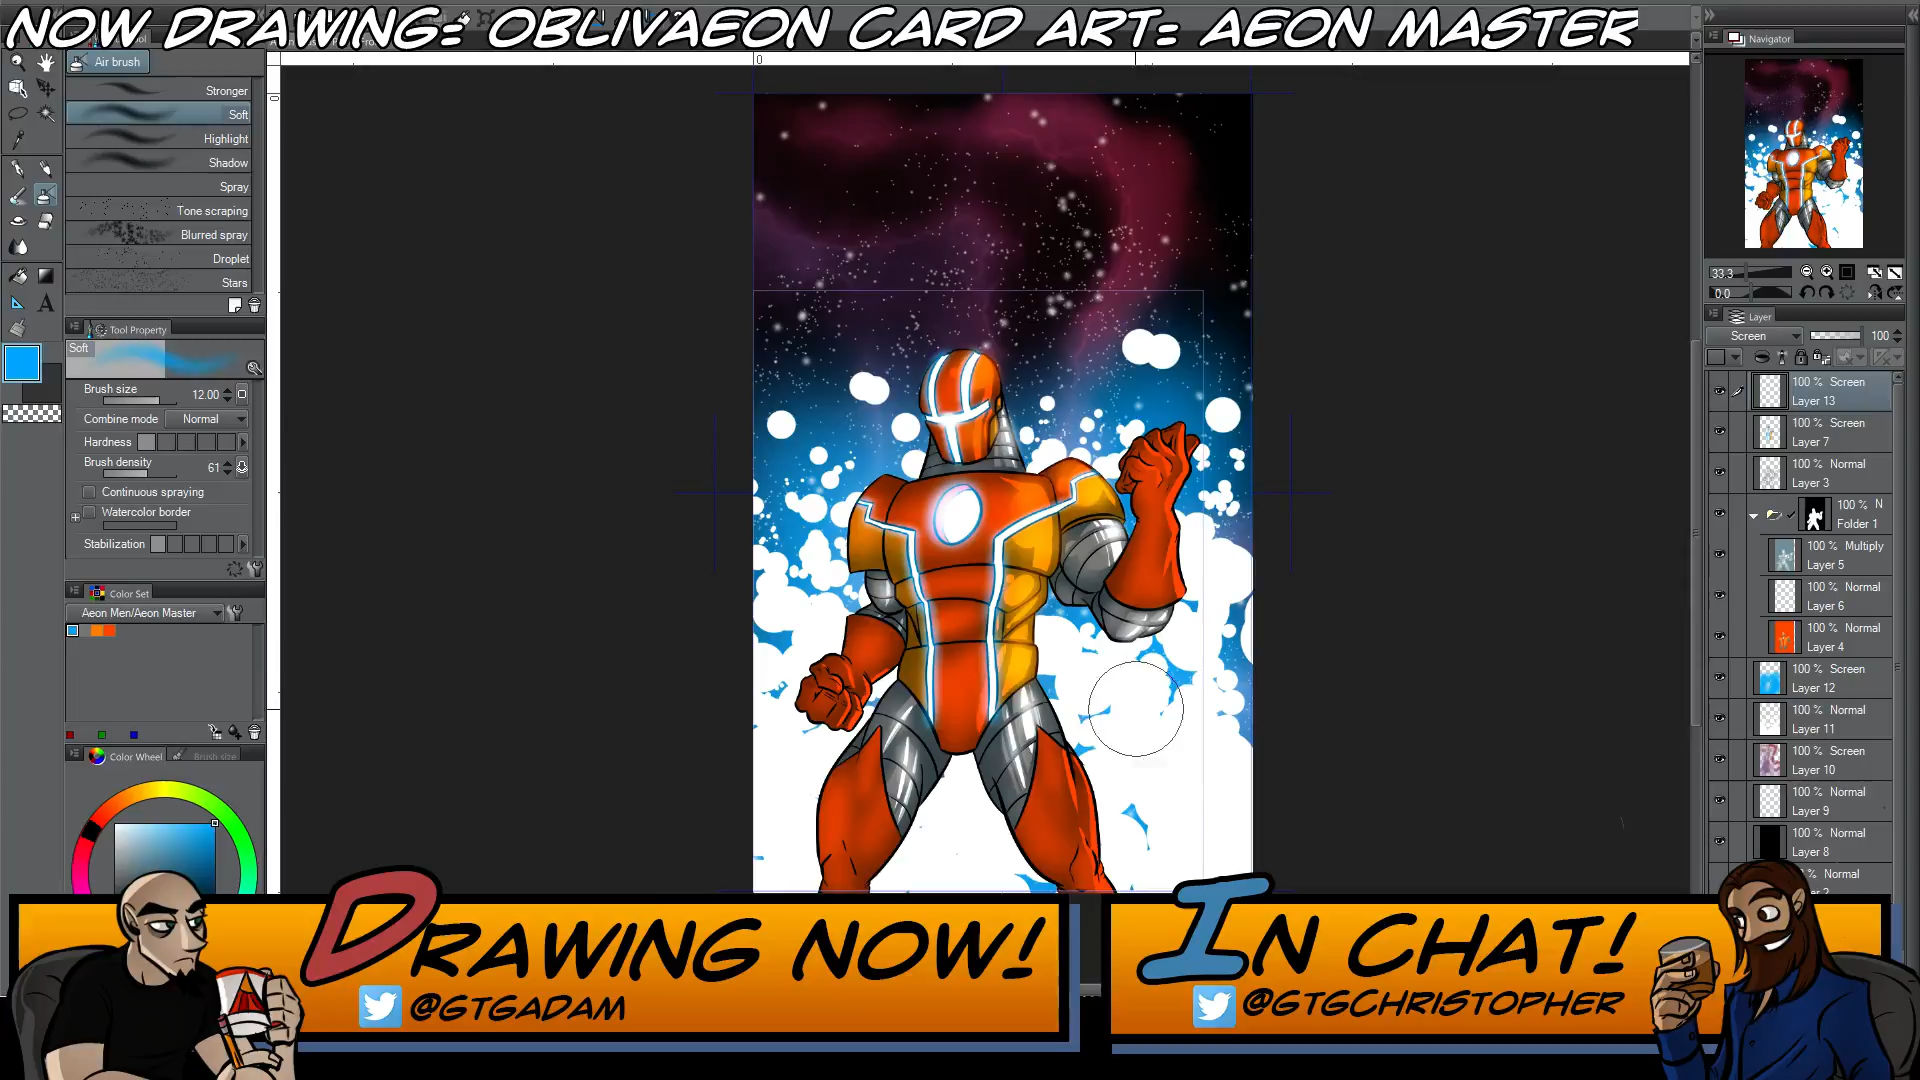 NOW DRAWING: OBLIVAEON CARD ART: AEON MASTER
Air brush
Stronger
Soft
Highlight
Shadow
Spray
Tone scraping
Blurred spray
Droplet
Stars
Tool Property
Soft
Brush size 12.00
Combine mode Normal
Hardness
Brush density 61
Continuous spraying
Watercolor border
Stabilization
Color Set
Aeon Men/Aeon Master
Color Wheel Brush size
0
Navigator
33.3
0.0
Layer
Screen 100
100 % Screen
Layer 13
100 % Screen
Layer 7
100 % Normal
Layer 3
100 % N
Folder 1
100 % Multiply
Layer 5
100 % Normal
Layer 6
100 % Normal
Layer 4
100 % Screen
Layer 12
100 % Normal
Layer 11
100 % Screen
Layer 10
100 % Normal
Layer 9
100 % Normal
Layer 8
100 % Normal
DRAWING NOW!
@GTGADAM
IN CHAT!
@GTGCHRISTOPHER